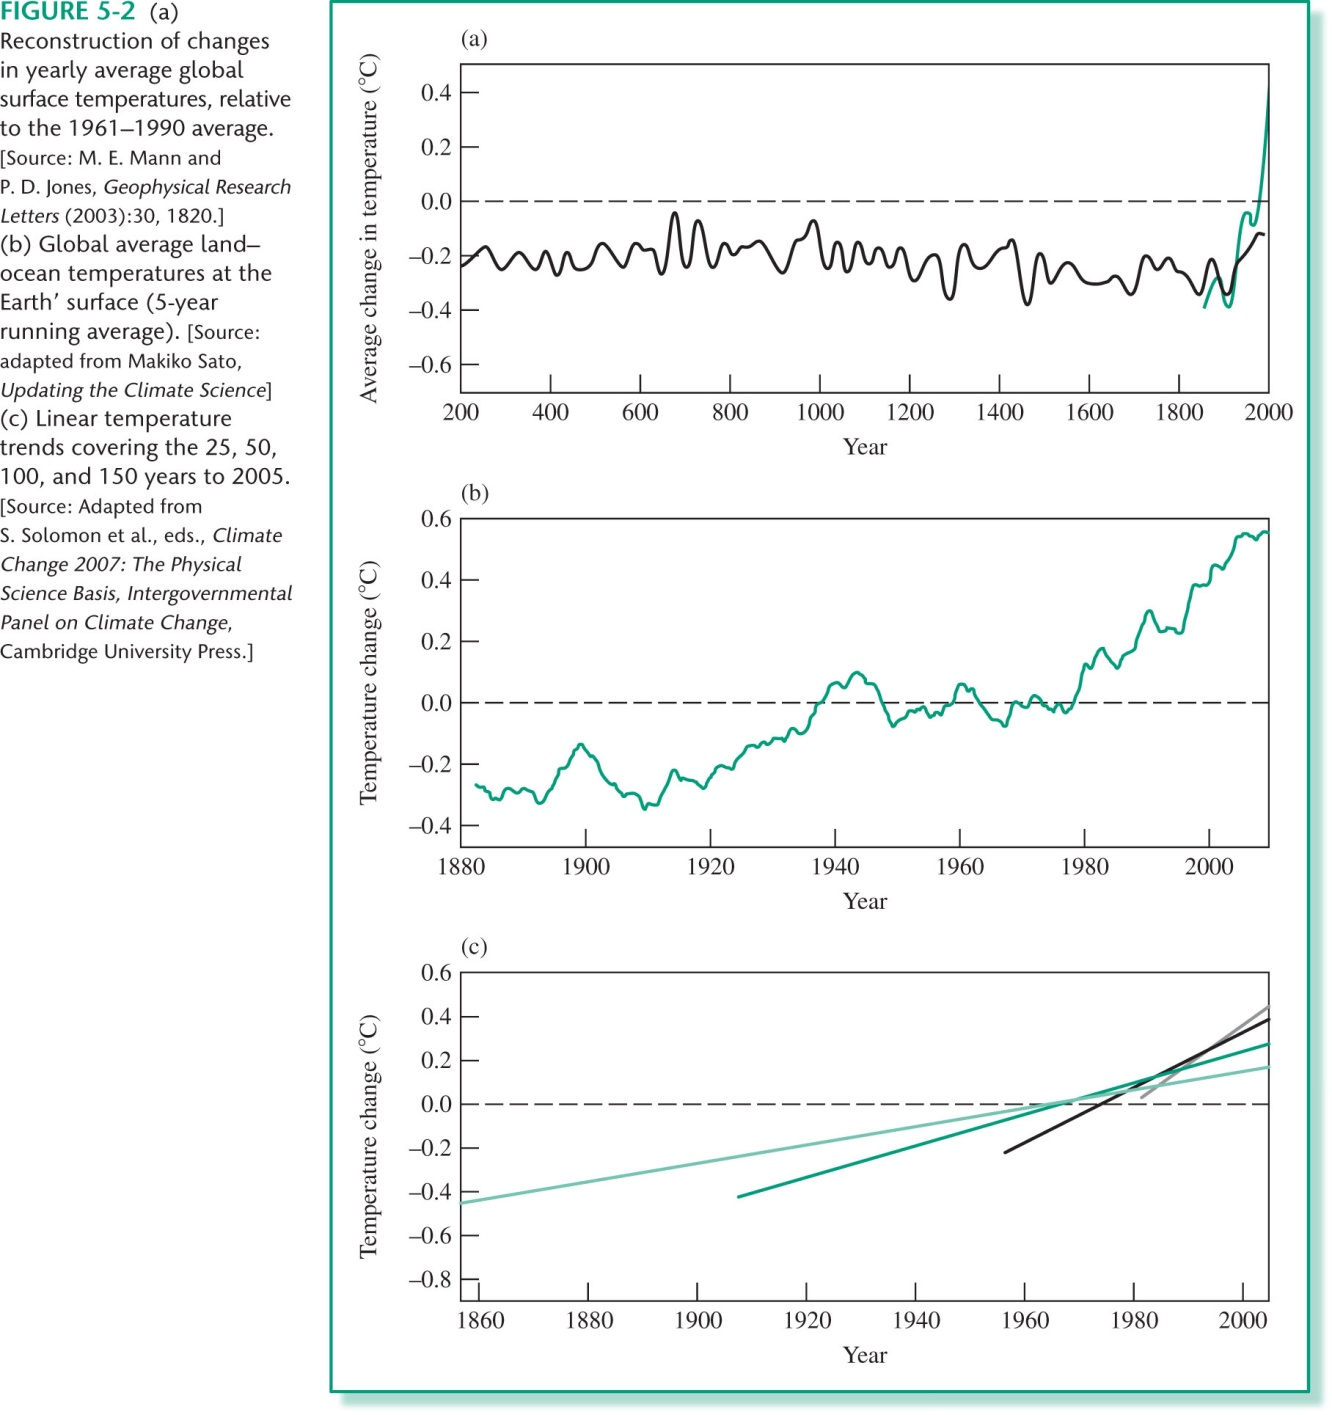 FIGURE 5-2 (a)
Reconstruction of changes
in yearly average global
surface temperatures, relative
to the 1961–1990 average.
[Source: M. E. Mann and
P. D. Jones, Geophysical Research
Letters (2003):30, 1820.]
(b) Global average land–
ocean temperatures at the
Earth’ surface (5-year
running average). [Source:
adapted from Makiko Sato,
Updating the Climate Science]
(c) Linear temperature
trends covering the 25, 50,
100, and 150 years to 2005.
[Source: Adapted from
S. Solomon et al., eds., Climate
Change 2007: The Physical
Science Basis, Intergovernmental
Panel on Climate Change,
Cambridge University Press.]
(a)
Average change in temperature (°C)
0.4
0.2
0.0
–0.2
–0.4
–0.6
200 400 600 800 1000 1200 1400 1600 1800 2000
Year
(b)
Temperature change (°C)
0.6
0.4
0.2
0.0
–0.2
–0.4
1880 1900 1920 1940 1960 1980 2000
Year
(c)
Temperature change (°C)
0.6
0.4
0.2
0.0
–0.2
–0.4
–0.6
–0.8
1860 1880 1900 1920 1940 1960 1980 2000
Year